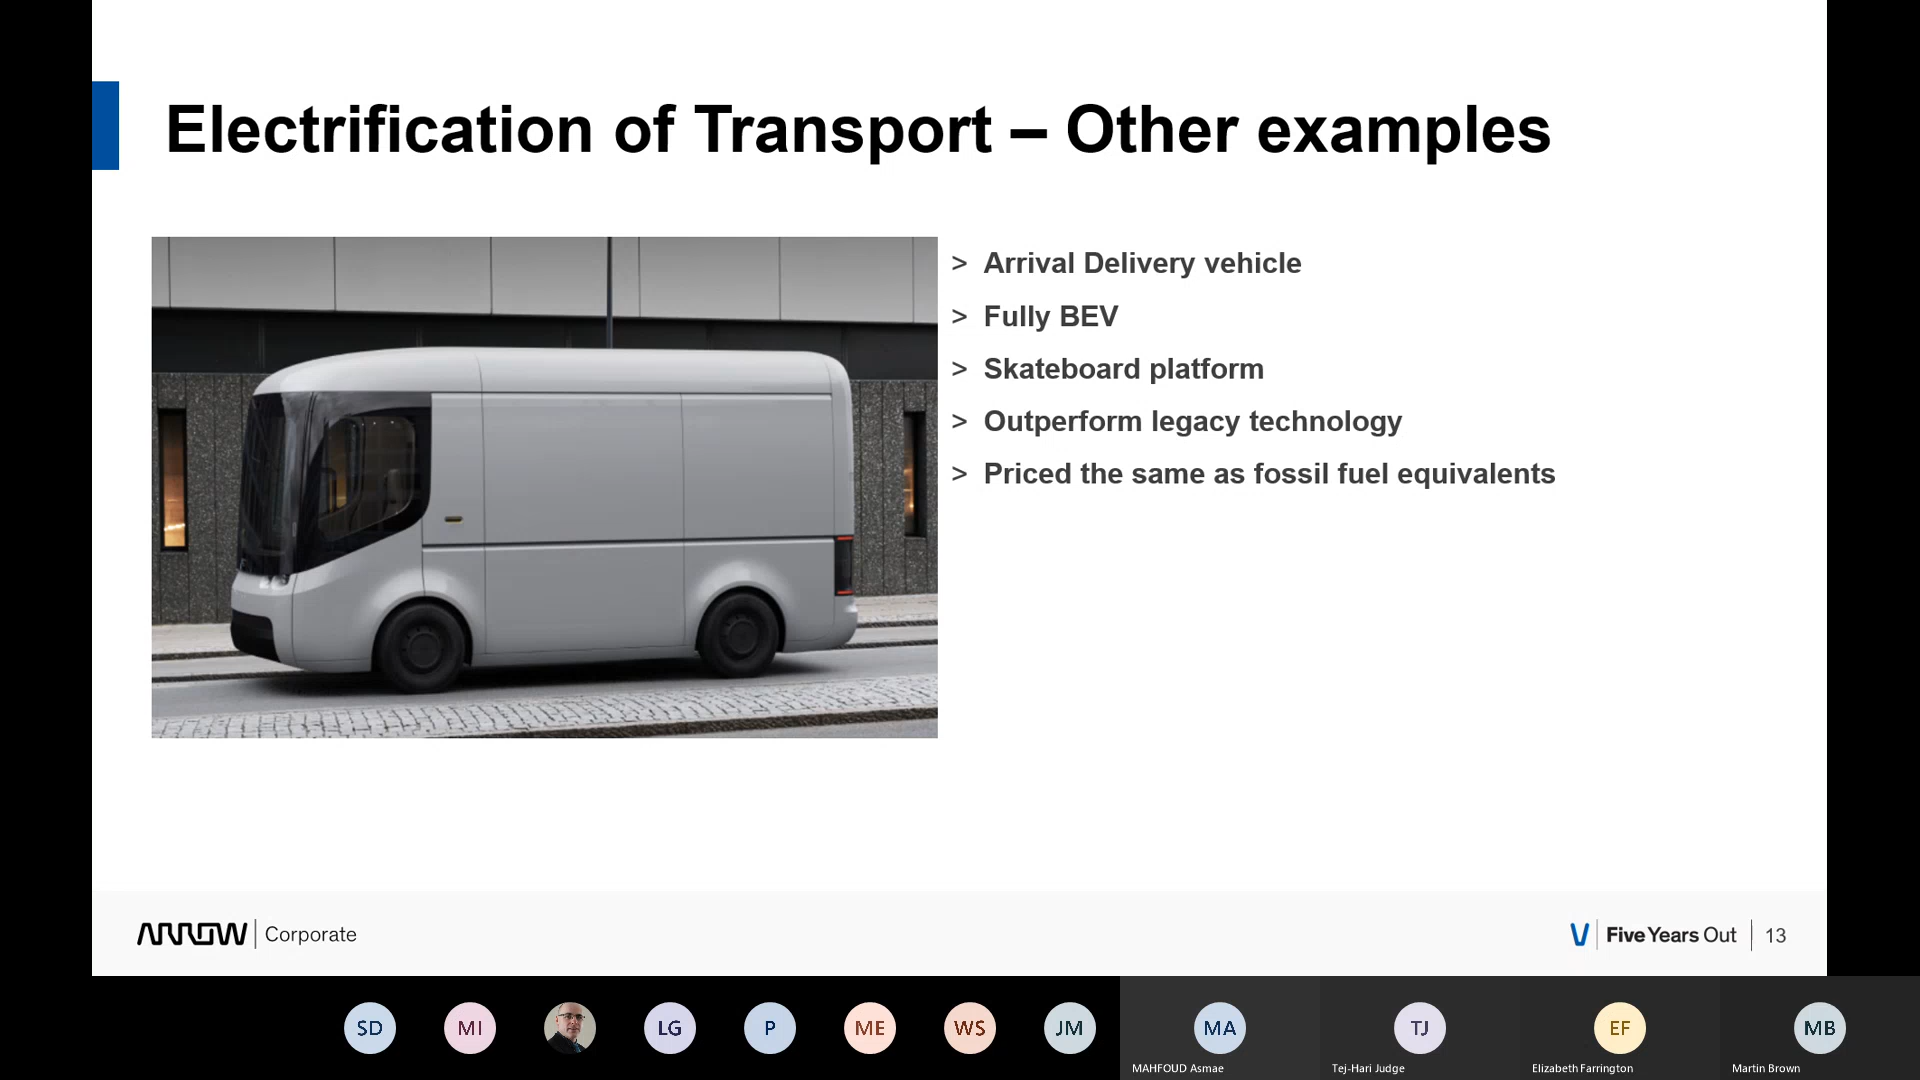 Electrification of Transport – Other examples
> Arrival Delivery vehicle
> Fully BEV
> Skateboard platform
> Outperform legacy technology
> Priced the same as fossil fuel equivalents
ARROW | Corporate
Five Years Out | 13
SD MI LG P ME WS JM MA TJ EF MB
MAHFOUD Asmae Tej-Hari Judge Elizabeth Farrington Martin Brown